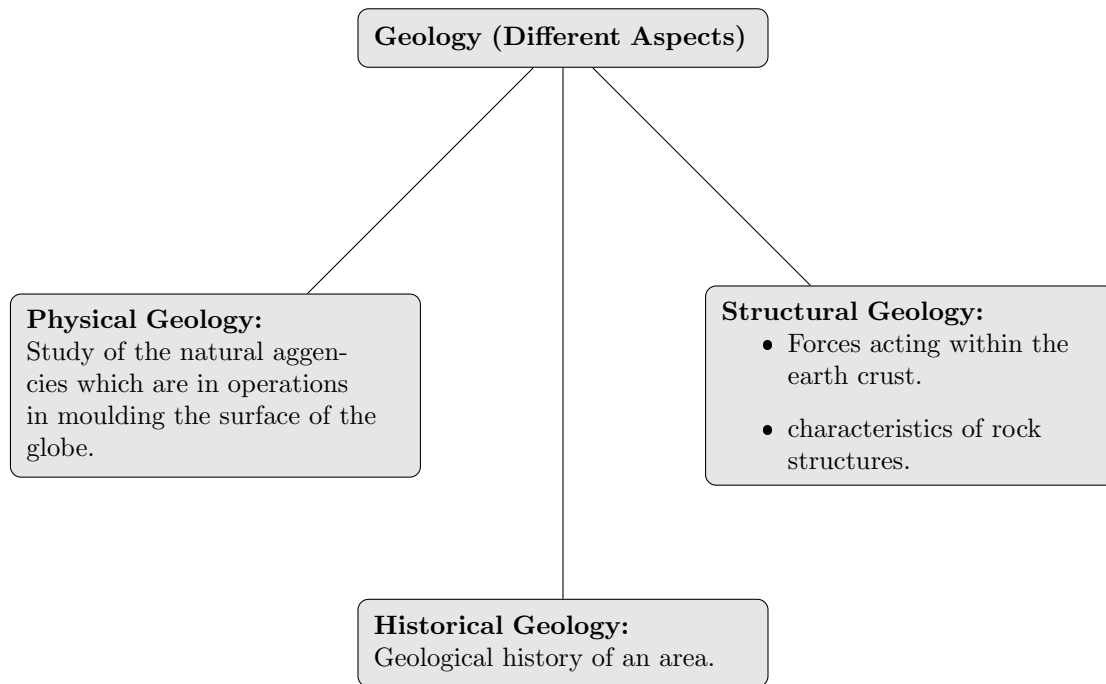 Geology (Different Aspects)
Physical Geology:
Study of the natural aggen-
cies which are in operations
in moulding the surface of the
globe.
Structural Geology:
• Forces acting within the
earth crust.
• characteristics of rock
structures.
Historical Geology:
Geological history of an area.